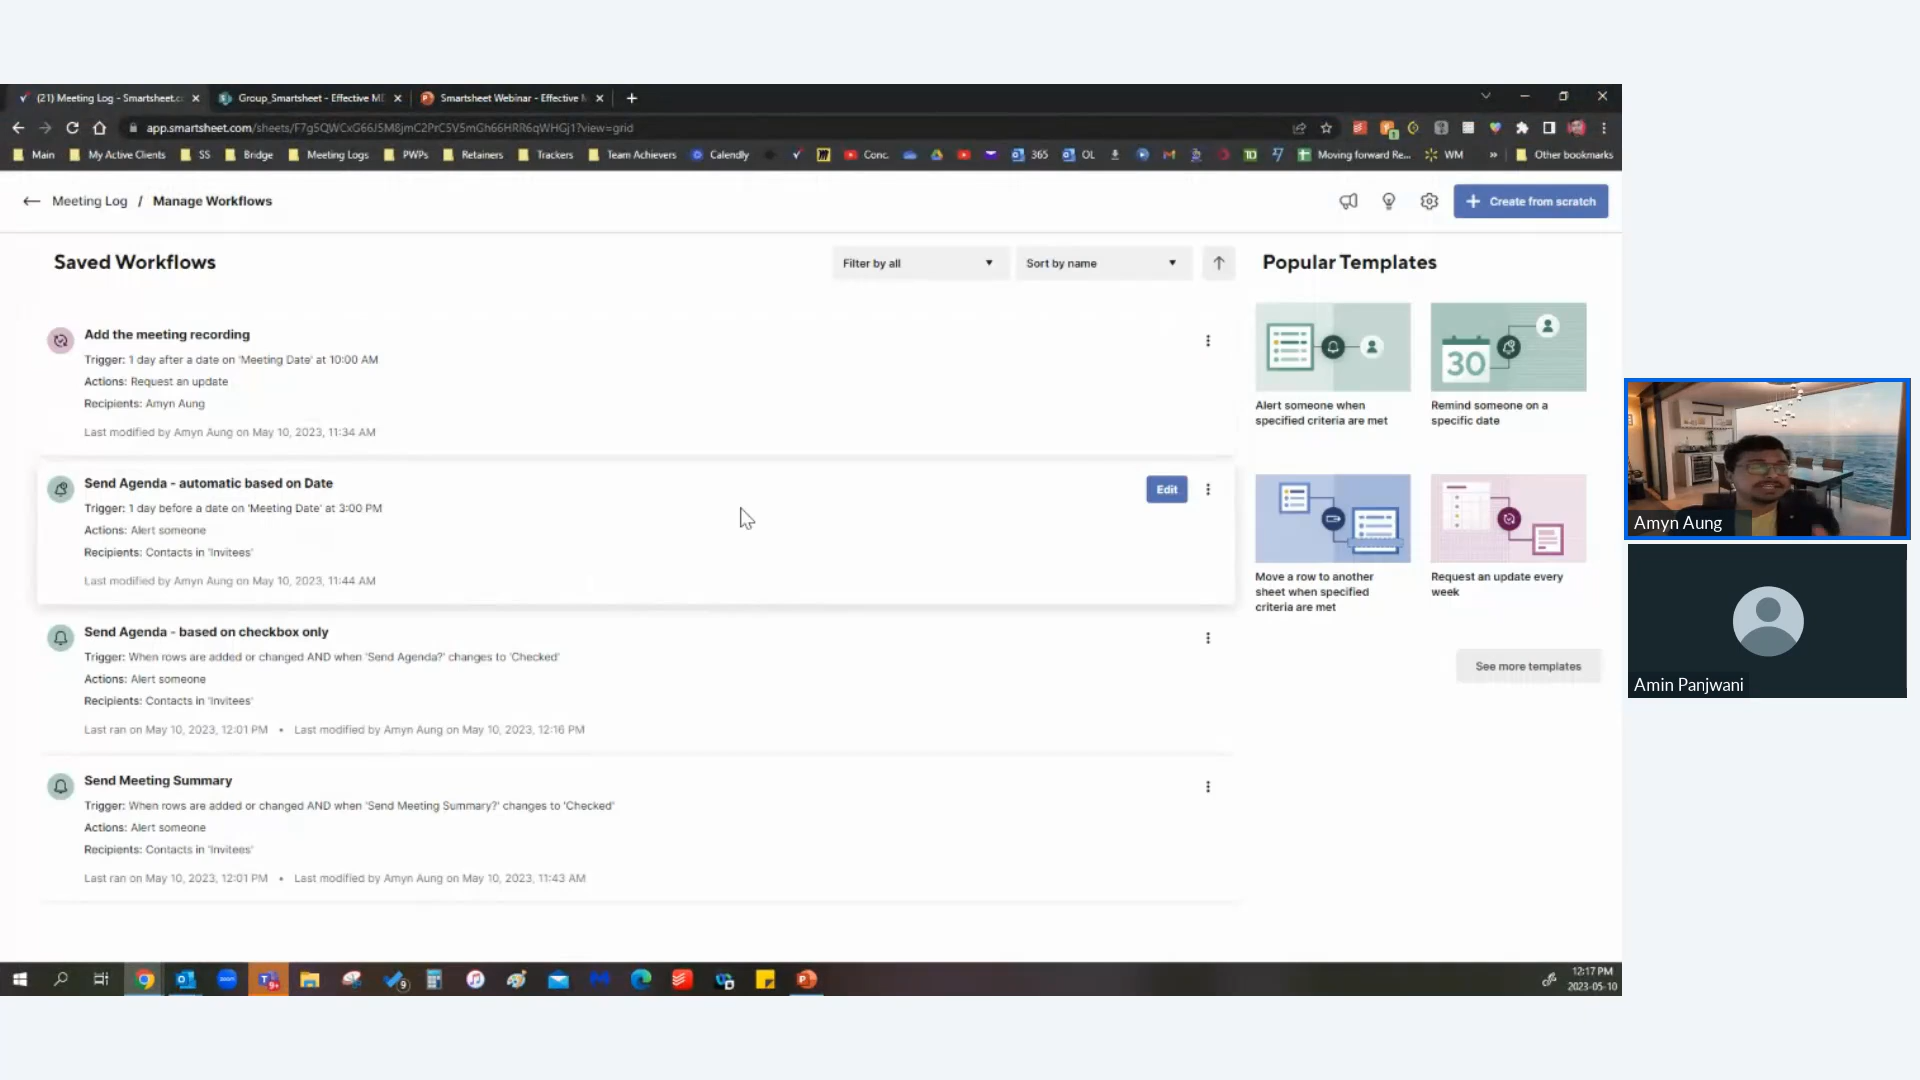 (21) Meeting Log - Smartsheet.c
Group_Smartsheet - Effective ME
Smartsheet Webinar - Effective
app.smartsheet.com/sheets/F7g5QWCxG66J5M8jmC2PrC5V5mGh66HRR6qWHGj1?view=grid
Main
My Active Clients
SS
Bridge
Meeting Logs
PWPs
Retainers
Trackers
Team Achievers
Calendly
Conc.
365
OL
Moving forward Re...
WM
»
Other bookmarks
Meeting Log / Manage Workflows
+ Create from scratch
Saved Workflows
Filter by all
Sort by name
Popular Templates
Add the meeting recording
Trigger: 1 day after a date on 'Meeting Date' at 10:00 AM
Actions: Request an update
Recipients: Amyn Aung
Last modified by Amyn Aung on May 10, 2023, 11:34 AM
Send Agenda - automatic based on Date
Trigger: 1 day before a date on 'Meeting Date' at 3:00 PM
Actions: Alert someone
Recipients: Contacts in 'Invitees'
Last modified by Amyn Aung on May 10, 2023, 11:44 AM
Edit
Send Agenda - based on checkbox only
Trigger: When rows are added or changed AND when 'Send Agenda?' changes to 'Checked'
Actions: Alert someone
Recipients: Contacts in 'Invitees'
Last ran on May 10, 2023, 12:01 PM • Last modified by Amyn Aung on May 10, 2023, 12:16 PM
Send Meeting Summary
Trigger: When rows are added or changed AND when 'Send Meeting Summary?' changes to 'Checked'
Actions: Alert someone
Recipients: Contacts in 'Invitees'
Last ran on May 10, 2023, 12:01 PM • Last modified by Amyn Aung on May 10, 2023, 11:43 AM
Alert someone when
specified criteria are met
30
Remind someone on a
specific date
Move a row to another
sheet when specified
criteria are met
Request an update every
week
See more templates
Amyn Aung
Amin Panjwani
12:17 PM
2023-05-10